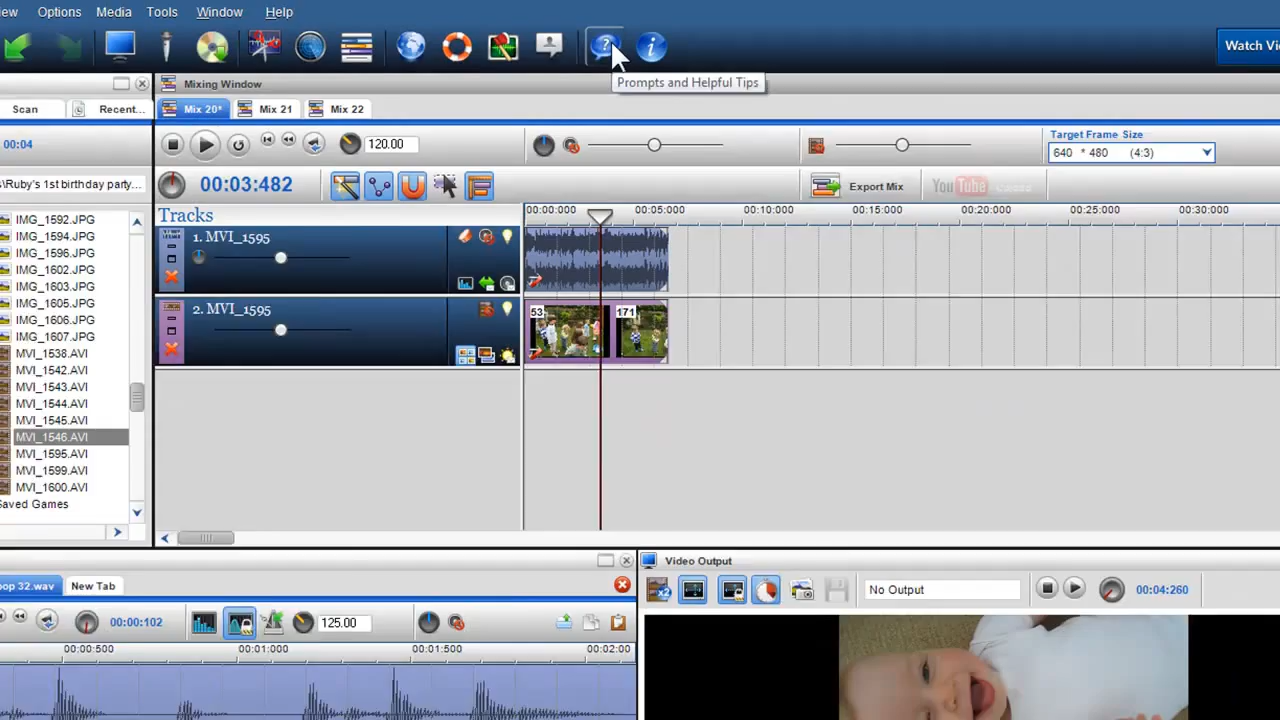 iew Options Media Tools Window Help
Watch Vi
Prompts and Helpful Tips
Mixing Window
Scan Recent...
Mix 20* Mix 21 Mix 22
00:04
120.00
Target Frame Size
640 * 480 (4:3)
s\Ruby's 1st birthday party...
00:03:482
Export Mix
YouTube
Tracks
00:00:000 00:05:000 00:10:000 00:15:000 00:20:000 00:25:000 00:30:000
1. MVI_1595
2. MVI_1595
53
171
IMG_1592.JPG
IMG_1594.JPG
IMG_1596.JPG
IMG_1602.JPG
IMG_1603.JPG
IMG_1605.JPG
IMG_1606.JPG
IMG_1607.JPG
MVI_1538.AVI
MVI_1542.AVI
MVI_1543.AVI
MVI_1544.AVI
MVI_1545.AVI
MVI_1546.AVI
MVI_1595.AVI
MVI_1599.AVI
MVI_1600.AVI
Saved Games
oop 32.wav New Tab
00:00:102
125.00
00:00:500 00:01:000 00:01:500 00:02:00
Video Output
x2
No Output
00:04:260